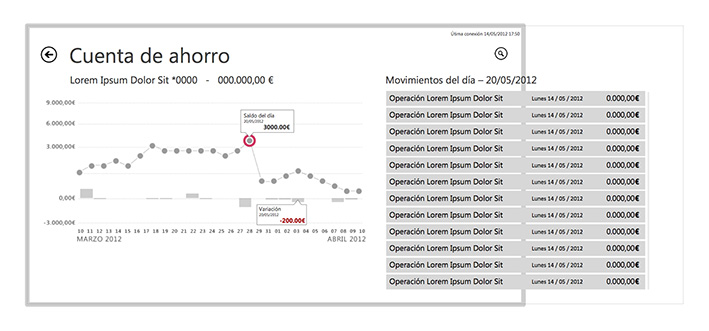 Útima conexión 14/05/2012 17:50
Cuenta de ahorro
Lorem Ipsum Dolor Sit *0000 - 000.000,00 €
Movimientos del día – 20/05/2012
9.000,00€
6.000,00€
3.000,00€
0,00€
-3.000,00€
Saldo del día
20/05/2012
3000.00€
Variación
20/05/2012
-200.00€
10 11 12 13 14 15 16 17 18 19 20 21 22 23 24 25 26 27 28 29 01 02 03 04 05 06 07 08 09 10
MARZO 2012 ABRIL 2012
Operación Lorem Ipsum Dolor Sit Lunes 14 / 05 / 2012 0.000,00€
Operación Lorem Ipsum Dolor Sit Lunes 14 / 05 / 2012 0.000,00€
Operación Lorem Ipsum Dolor Sit Lunes 14 / 05 / 2012 0.000,00€
Operación Lorem Ipsum Dolor Sit Lunes 14 / 05 / 2012 0.000,00€
Operación Lorem Ipsum Dolor Sit Lunes 14 / 05 / 2012 0.000,00€
Operación Lorem Ipsum Dolor Sit Lunes 14 / 05 / 2012 0.000,00€
Operación Lorem Ipsum Dolor Sit Lunes 14 / 05 / 2012 0.000,00€
Operación Lorem Ipsum Dolor Sit Lunes 14 / 05 / 2012 0.000,00€
Operación Lorem Ipsum Dolor Sit Lunes 14 / 05 / 2012 0.000,00€
Operación Lorem Ipsum Dolor Sit Lunes 14 / 05 / 2012 0.000,00€
Operación Lorem Ipsum Dolor Sit Lunes 14 / 05 / 2012 0.000,00€
Operación Lorem Ipsum Dolor Sit Lunes 14 / 05 / 2012 0.000,00€